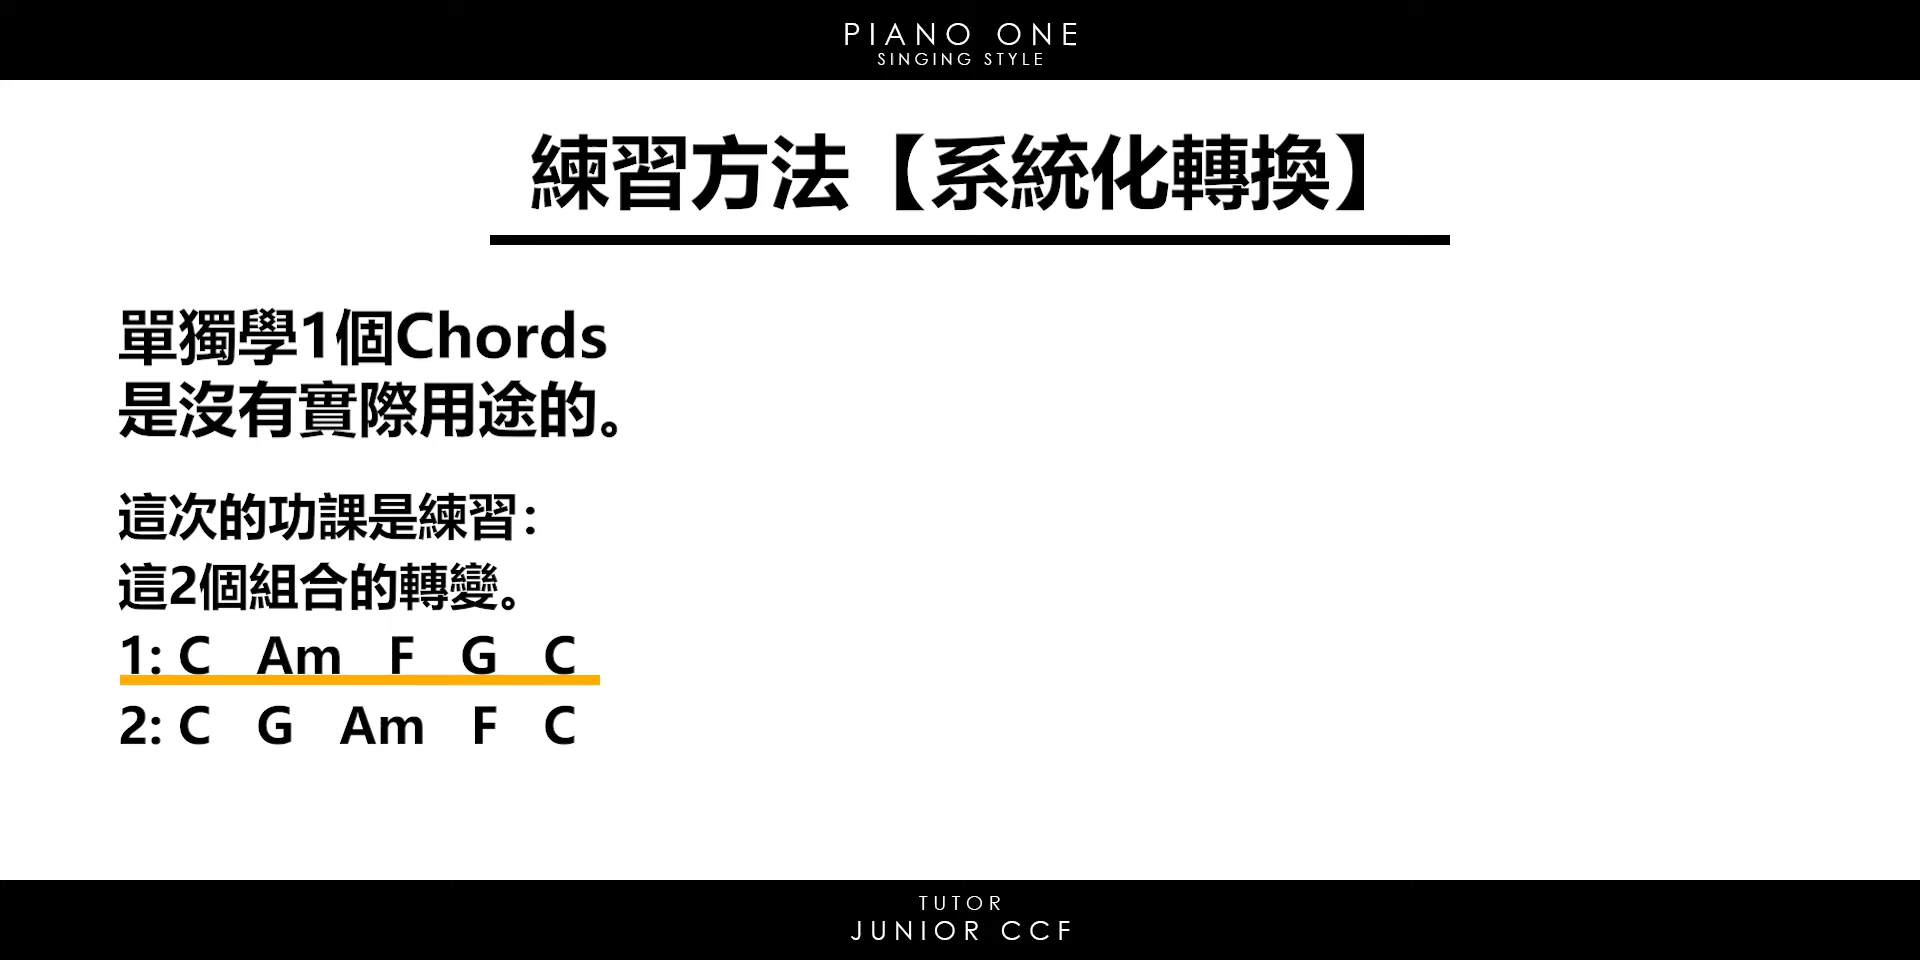 PIANO ONE
SINGING STYLE
練習方法【系統化轉換】
單獨學1個Chords
是沒有實際用途的。
這次的功課是練習：
這2個組合的轉變。
1: C Am F G C
2: C G Am F C
TUTOR
JUNIOR CCF